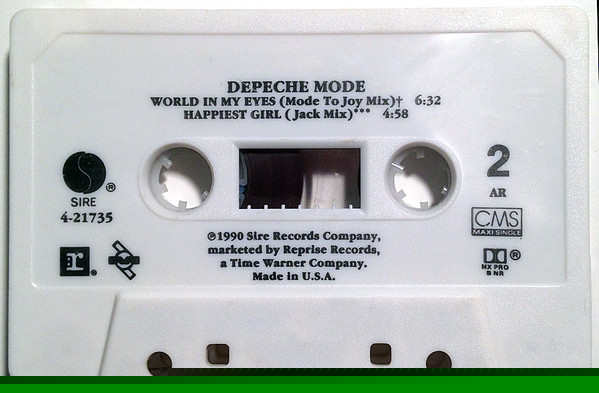 DEPECHE MODE
WORLD IN MY EYES (Mode To Joy Mix)† 6:32
HAPPIEST GIRL (Jack Mix)*** 4:58
2
AR
SIRE ®
4-21735
CMS
MAXI SINGLE
℗1990 Sire Records Company,
marketed by Reprise Records,
a Time Warner Company.
Made in U.S.A.
r ®
®
HX PRO
B NR